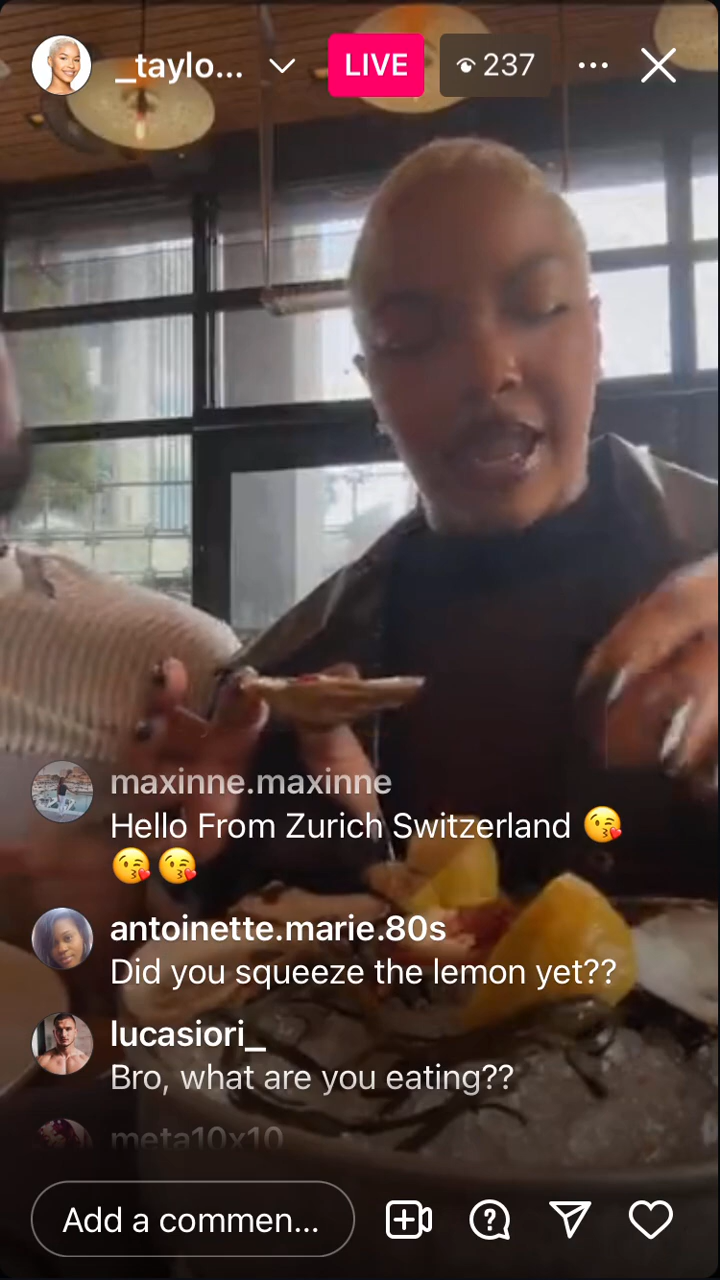 _taylo...
LIVE
237
maxinne.maxinne
Hello From Zurich Switzerland 😘
😘😘
antoinette.marie.80s
Did you squeeze the lemon yet??
lucasiori_
Bro, what are you eating??
meta10x10
Add a commen...